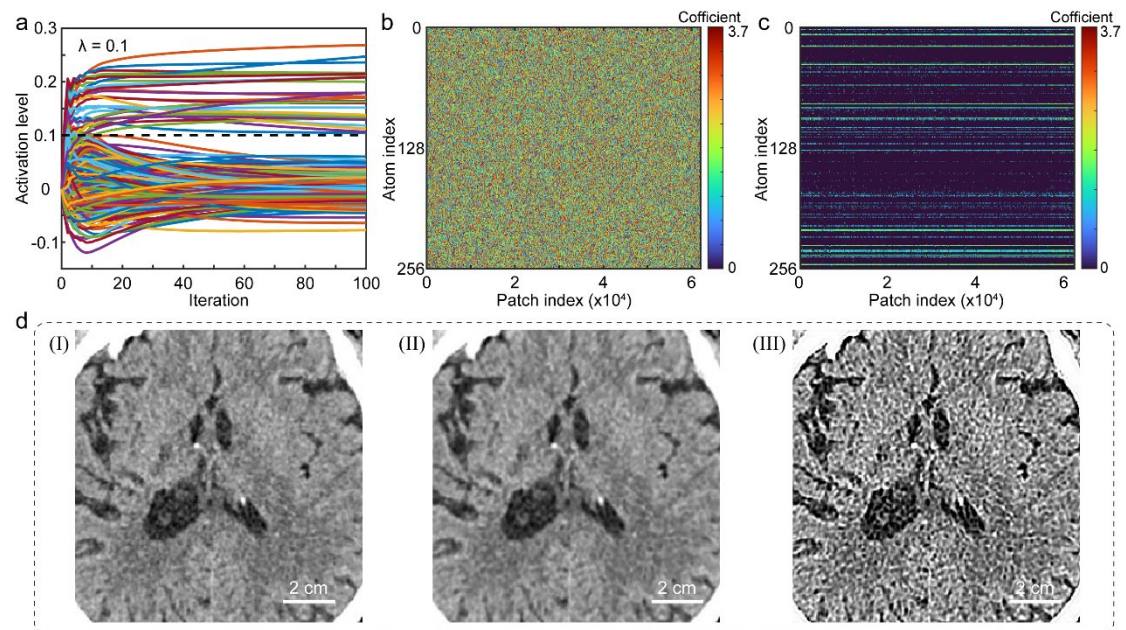 a
0.3
0.2
0.1
0
-0.1
λ = 0.1
Activation level
0
20
40
60
80
100
Iteration
b
Cofficient
3.7
0
0
128
256
Atom index
0
2
4
6
Patch index (x10⁴)
c
Cofficient
3.7
0
0
128
256
Atom index
0
2
4
6
Patch index (x10⁴)
d
(I)
2 cm
(II)
2 cm
(III)
2 cm